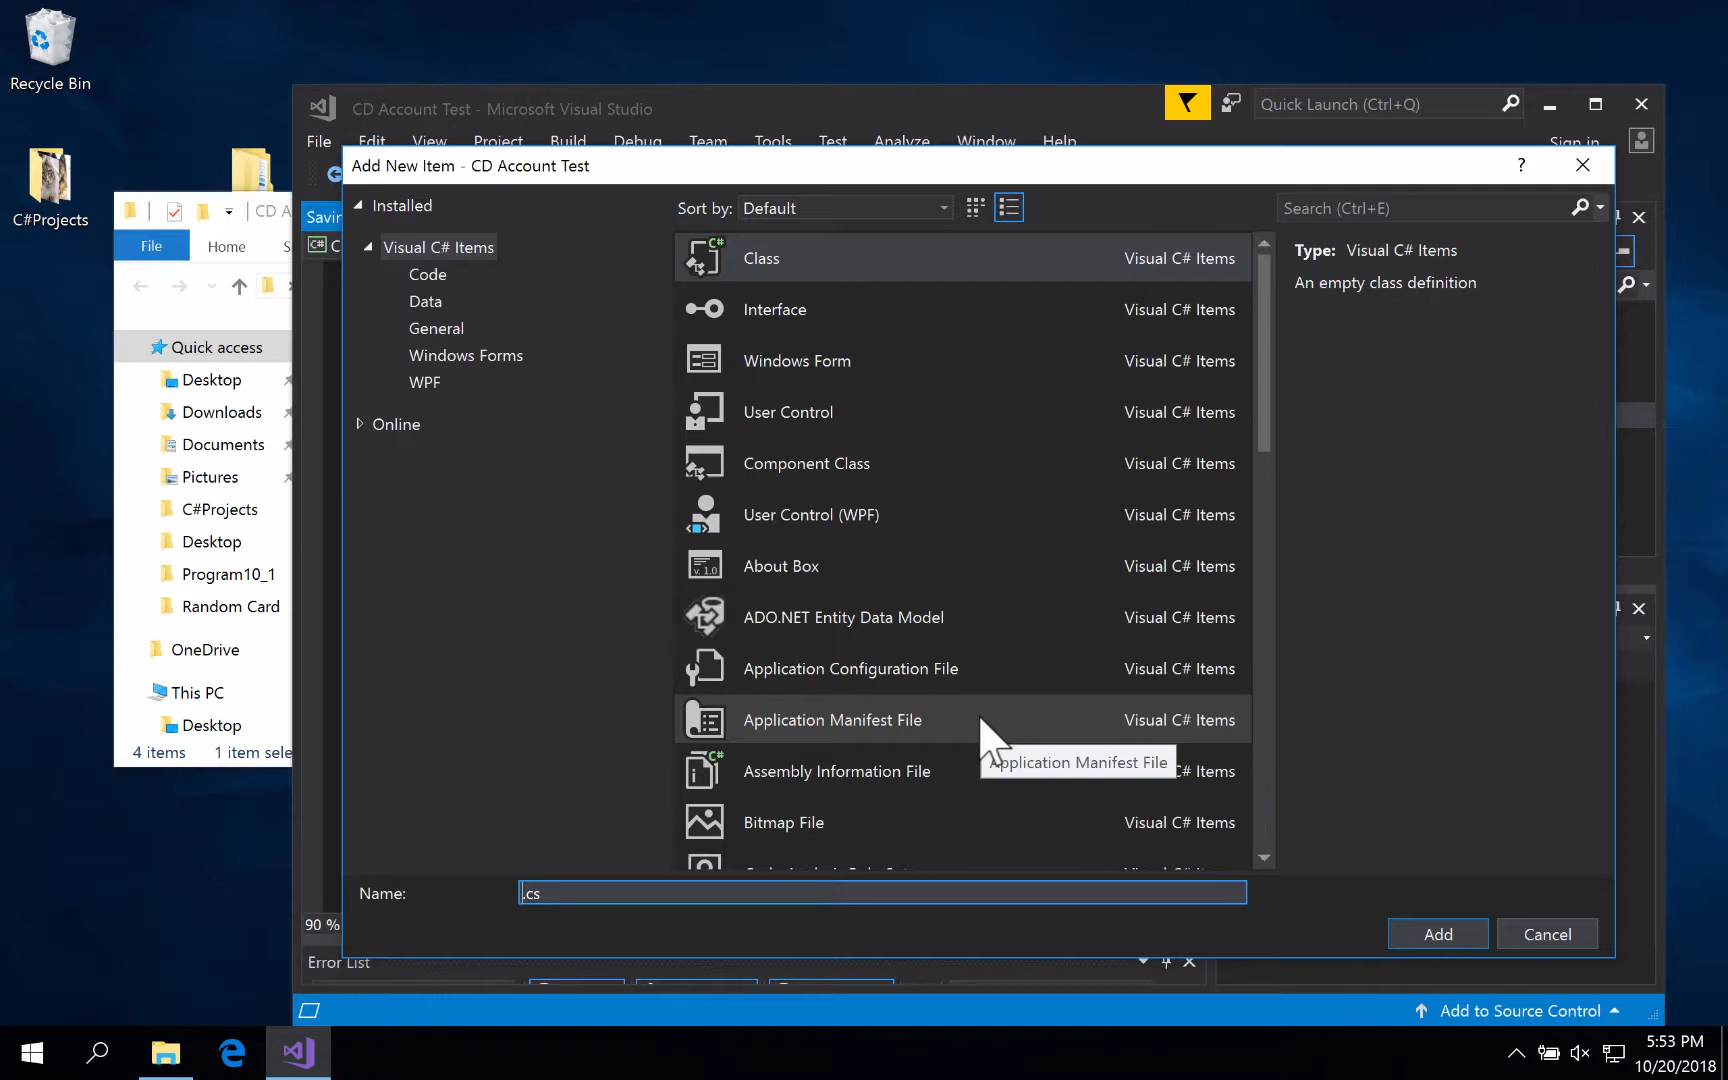 Recycle Bin
C#Projects
CD Account Test - Microsoft Visual Studio
Quick Launch (Ctrl+Q)
File Edit View Project Build Debug Team Tools Test Analyze Window Help
Sign in
Add New Item - CD Account Test
?
CD A
Savin
C# C
File Home S
Installed
Visual C# Items
Code
Data
General
Windows Forms
WPF
Online
Sort by: Default
Search (Ctrl+E)
Class Visual C# Items
Interface Visual C# Items
Windows Form Visual C# Items
User Control Visual C# Items
Component Class Visual C# Items
User Control (WPF) Visual C# Items
About Box Visual C# Items
ADO.NET Entity Data Model Visual C# Items
Application Configuration File Visual C# Items
Application Manifest File Visual C# Items
Application Manifest File
Assembly Information File C# Items
Bitmap File Visual C# Items
Type: Visual C# Items
An empty class definition
Quick access
Desktop
Downloads
Documents
Pictures
C#Projects
Desktop
Program10_1
Random Card
OneDrive
This PC
Desktop
4 items 1 item sele
Name: .cs
Add Cancel
90 %
Error List
Add to Source Control
5:53 PM
10/20/2018